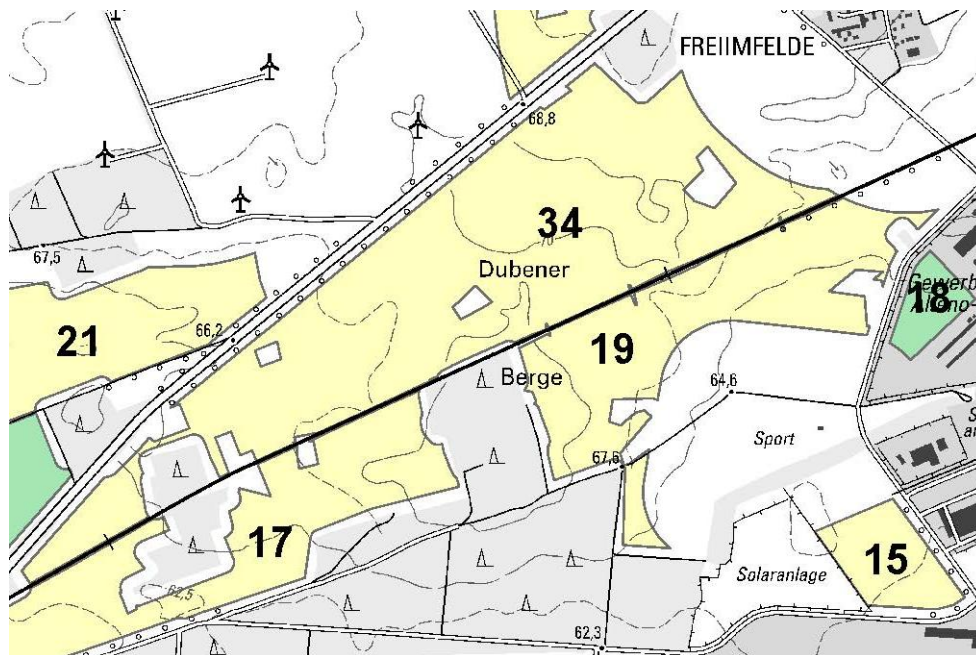 FREIIMFELDE
68,8
34
70
Dubener
67,5
18
Gewerb
Alteno-
21
66,2
19
Berge
64,6
Sport
67,6
17
15
Solaranlage
62,5
62,3